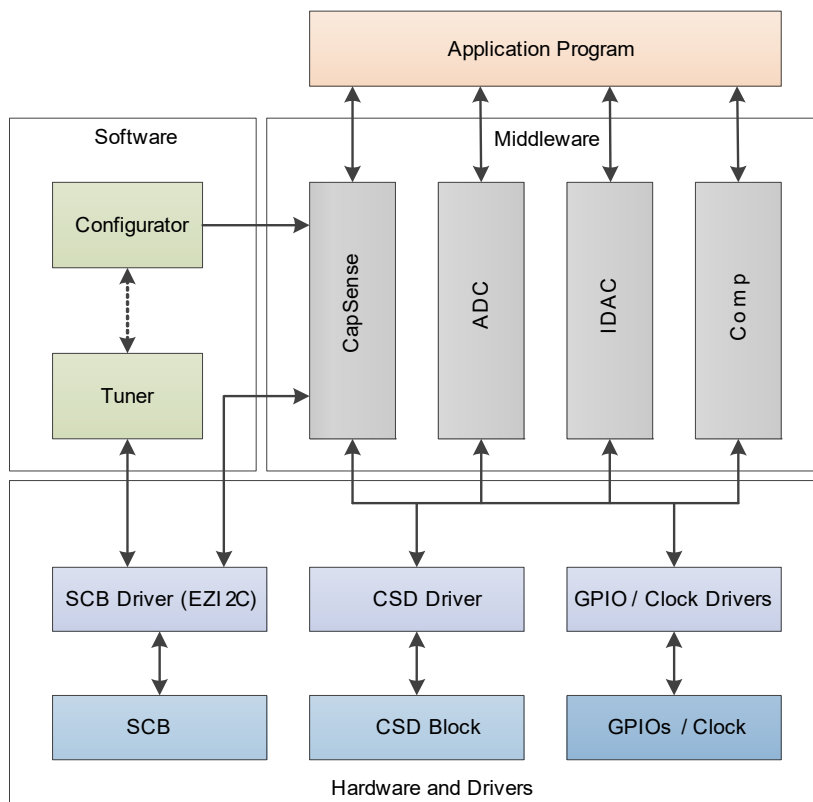 Application Program
Software
Middleware
Configurator
Tuner
CapSense
ADC
IDAC
Comp
SCB Driver (EZI2C)
CSD Driver
GPIO / Clock Drivers
SCB
CSD Block
GPIOs / Clock
Hardware and Drivers